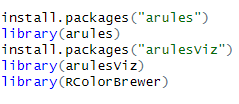 install.packages("arules")
library(arules)
install.packages("arulesViz")
library(arulesViz)
library(RColorBrewer)